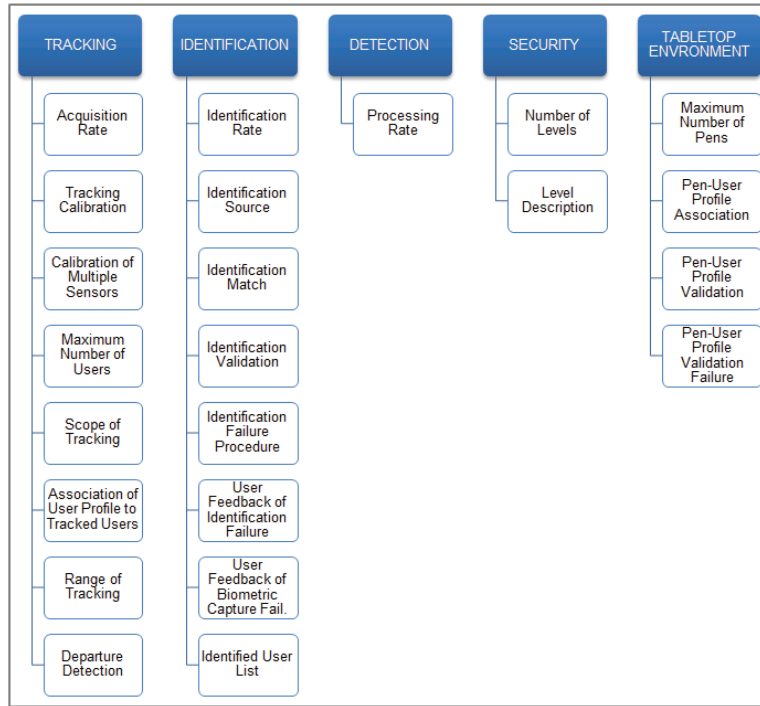 TRACKING
Acquisition
Rate
Tracking
Calibration
Calibration of
Multiple
Sensors
Maximum
Number of
Users
Scope of
Tracking
Association of
User Profile to
Tracked Users
Range of
Tracking
Departure
Detection
IDENTIFICATION
Identification
Rate
Identification
Source
Identification
Match
Identification
Validation
Identification
Failure
Procedure
User
Feedback of
Identification
Failure
User
Feedback of
Biometric
Capture Fail.
Identified User
List
DETECTION
Processing
Rate
SECURITY
Number of
Levels
Level
Description
TABLETOP
ENVRONMENT
Maximum
Number of
Pens
Pen-User
Profile
Association
Pen-User
Profile
Validation
Pen-User
Profile
Validation
Failure